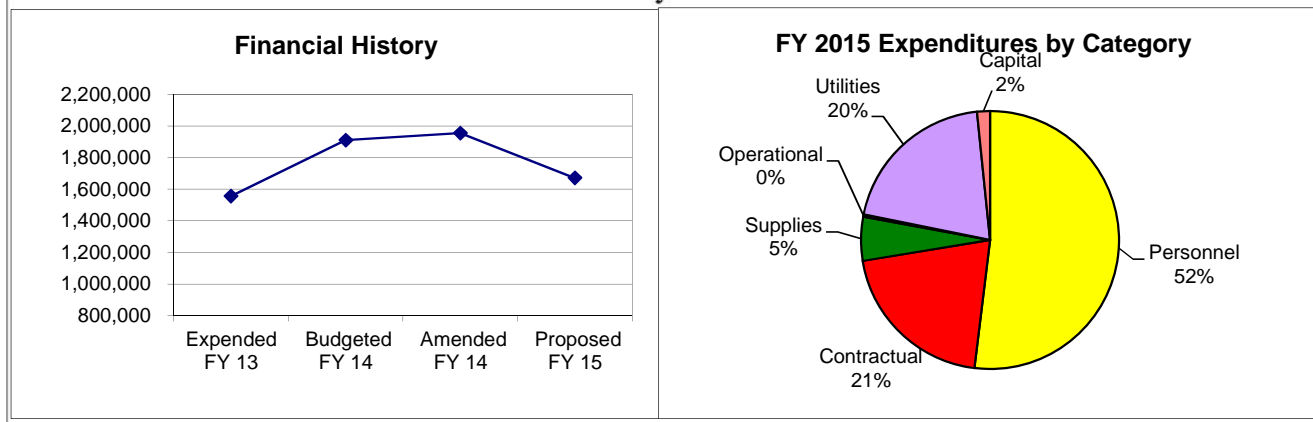 Financial History
2,200,000
2,000,000
1,800,000
1,600,000
1,400,000
1,200,000
1,000,000
800,000
Expended
FY 13
Budgeted
FY 14
Amended
FY 14
Proposed
FY 15
FY 2015 Expenditures by Category
Capital
2%
Utilities
20%
Operational
0%
Supplies
5%
Contractual
21%
Personnel
52%